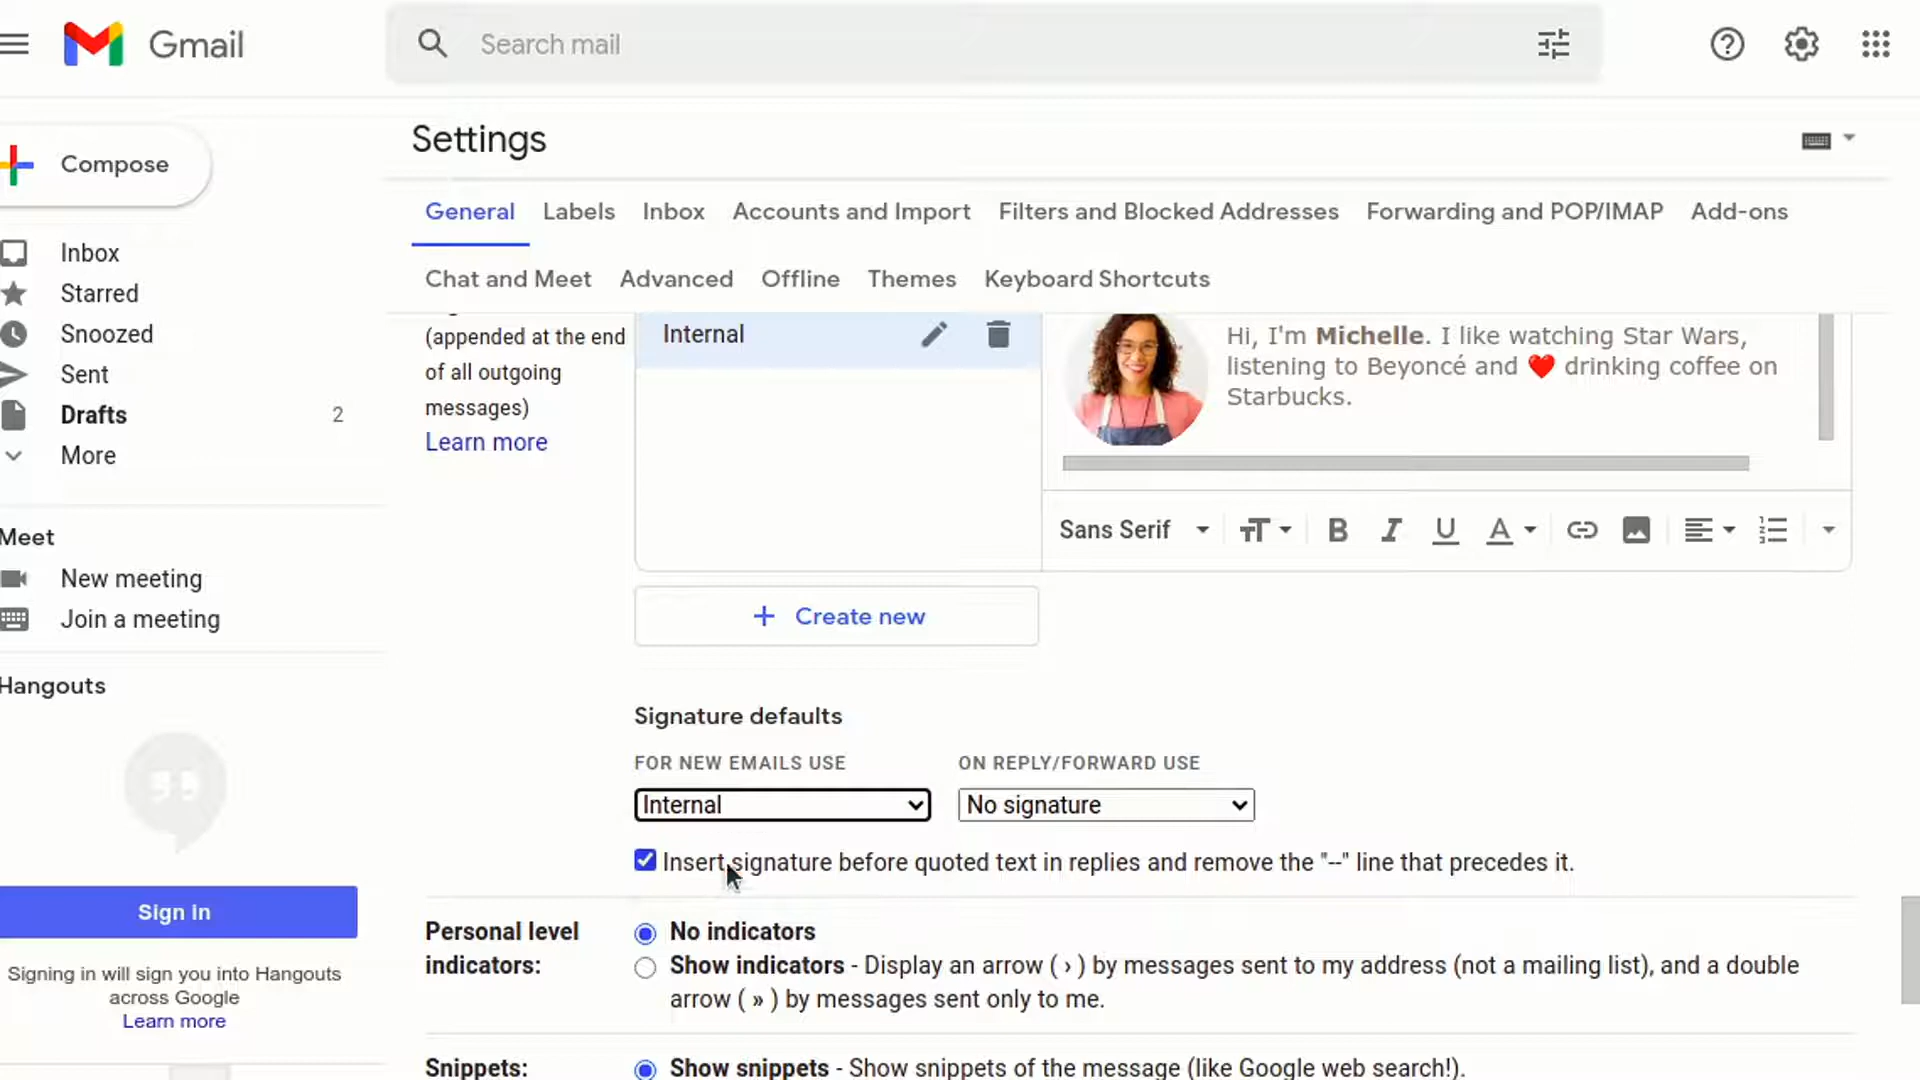 Gmail
Search mail
Compose
Inbox
Starred
Snoozed
Sent
Drafts 2
More
Meet
New meeting
Join a meeting
Hangouts
Sign in
Signing in will sign you into Hangouts
across Google
Learn more
Settings
General Labels Inbox Accounts and Import Filters and Blocked Addresses Forwarding and POP/IMAP Add-ons
Chat and Meet Advanced Offline Themes Keyboard Shortcuts
(appended at the end
of all outgoing
messages)
Learn more
Internal
Hi, I'm Michelle. I like watching Star Wars,
listening to Beyoncé and ❤️ drinking coffee on
Starbucks.
Sans Serif
+ Create new
Signature defaults
FOR NEW EMAILS USE ON REPLY/FORWARD USE
Internal No signature
Insert signature before quoted text in replies and remove the "--" line that precedes it.
Personal level
indicators:
No indicators
Show indicators - Display an arrow ( › ) by messages sent to my address (not a mailing list), and a double
arrow ( » ) by messages sent only to me.
Snippets:
Show snippets - Show snippets of the message (like Google web search!).